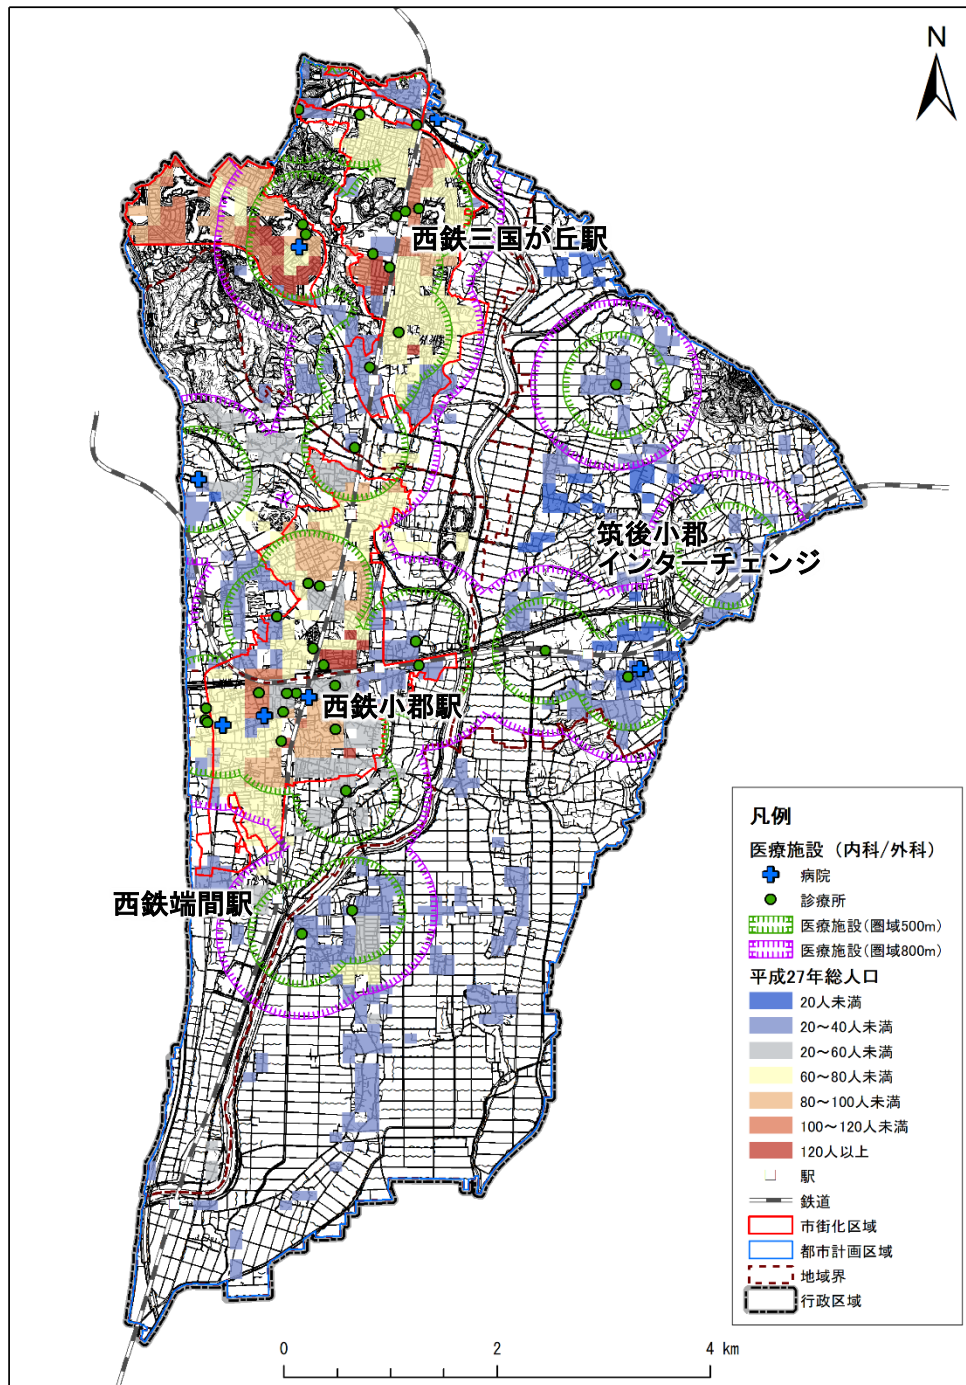 N
西鉄三国が丘駅
筑後小郡
インターチェンジ
西鉄小郡駅
西鉄端間駅
凡例
医療施設（内科/外科）
病院
診療所
医療施設(圏域500m)
医療施設(圏域800m)
平成27年総人口
20人未満
20～40人未満
20～60人未満
60～80人未満
80～100人未満
100～120人未満
120人以上
駅
鉄道
市街化区域
都市計画区域
地域界
行政区域
0 2 4 km